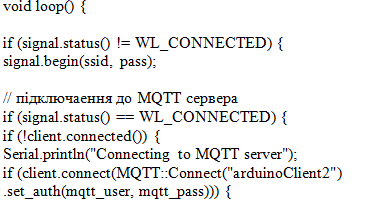 void loop() {
if (signal.status() != WL_CONNECTED) {
signal.begin(ssid, pass);
// підключаення до MQTT сервера
if (signal.status() == WL_CONNECTED) {
if (!client.connected()) {
Serial.println("Connecting to MQTT server");
if (client.connect(MQTT::Connect("arduinoClient2")
.set_auth(mqtt_user, mqtt_pass))) {